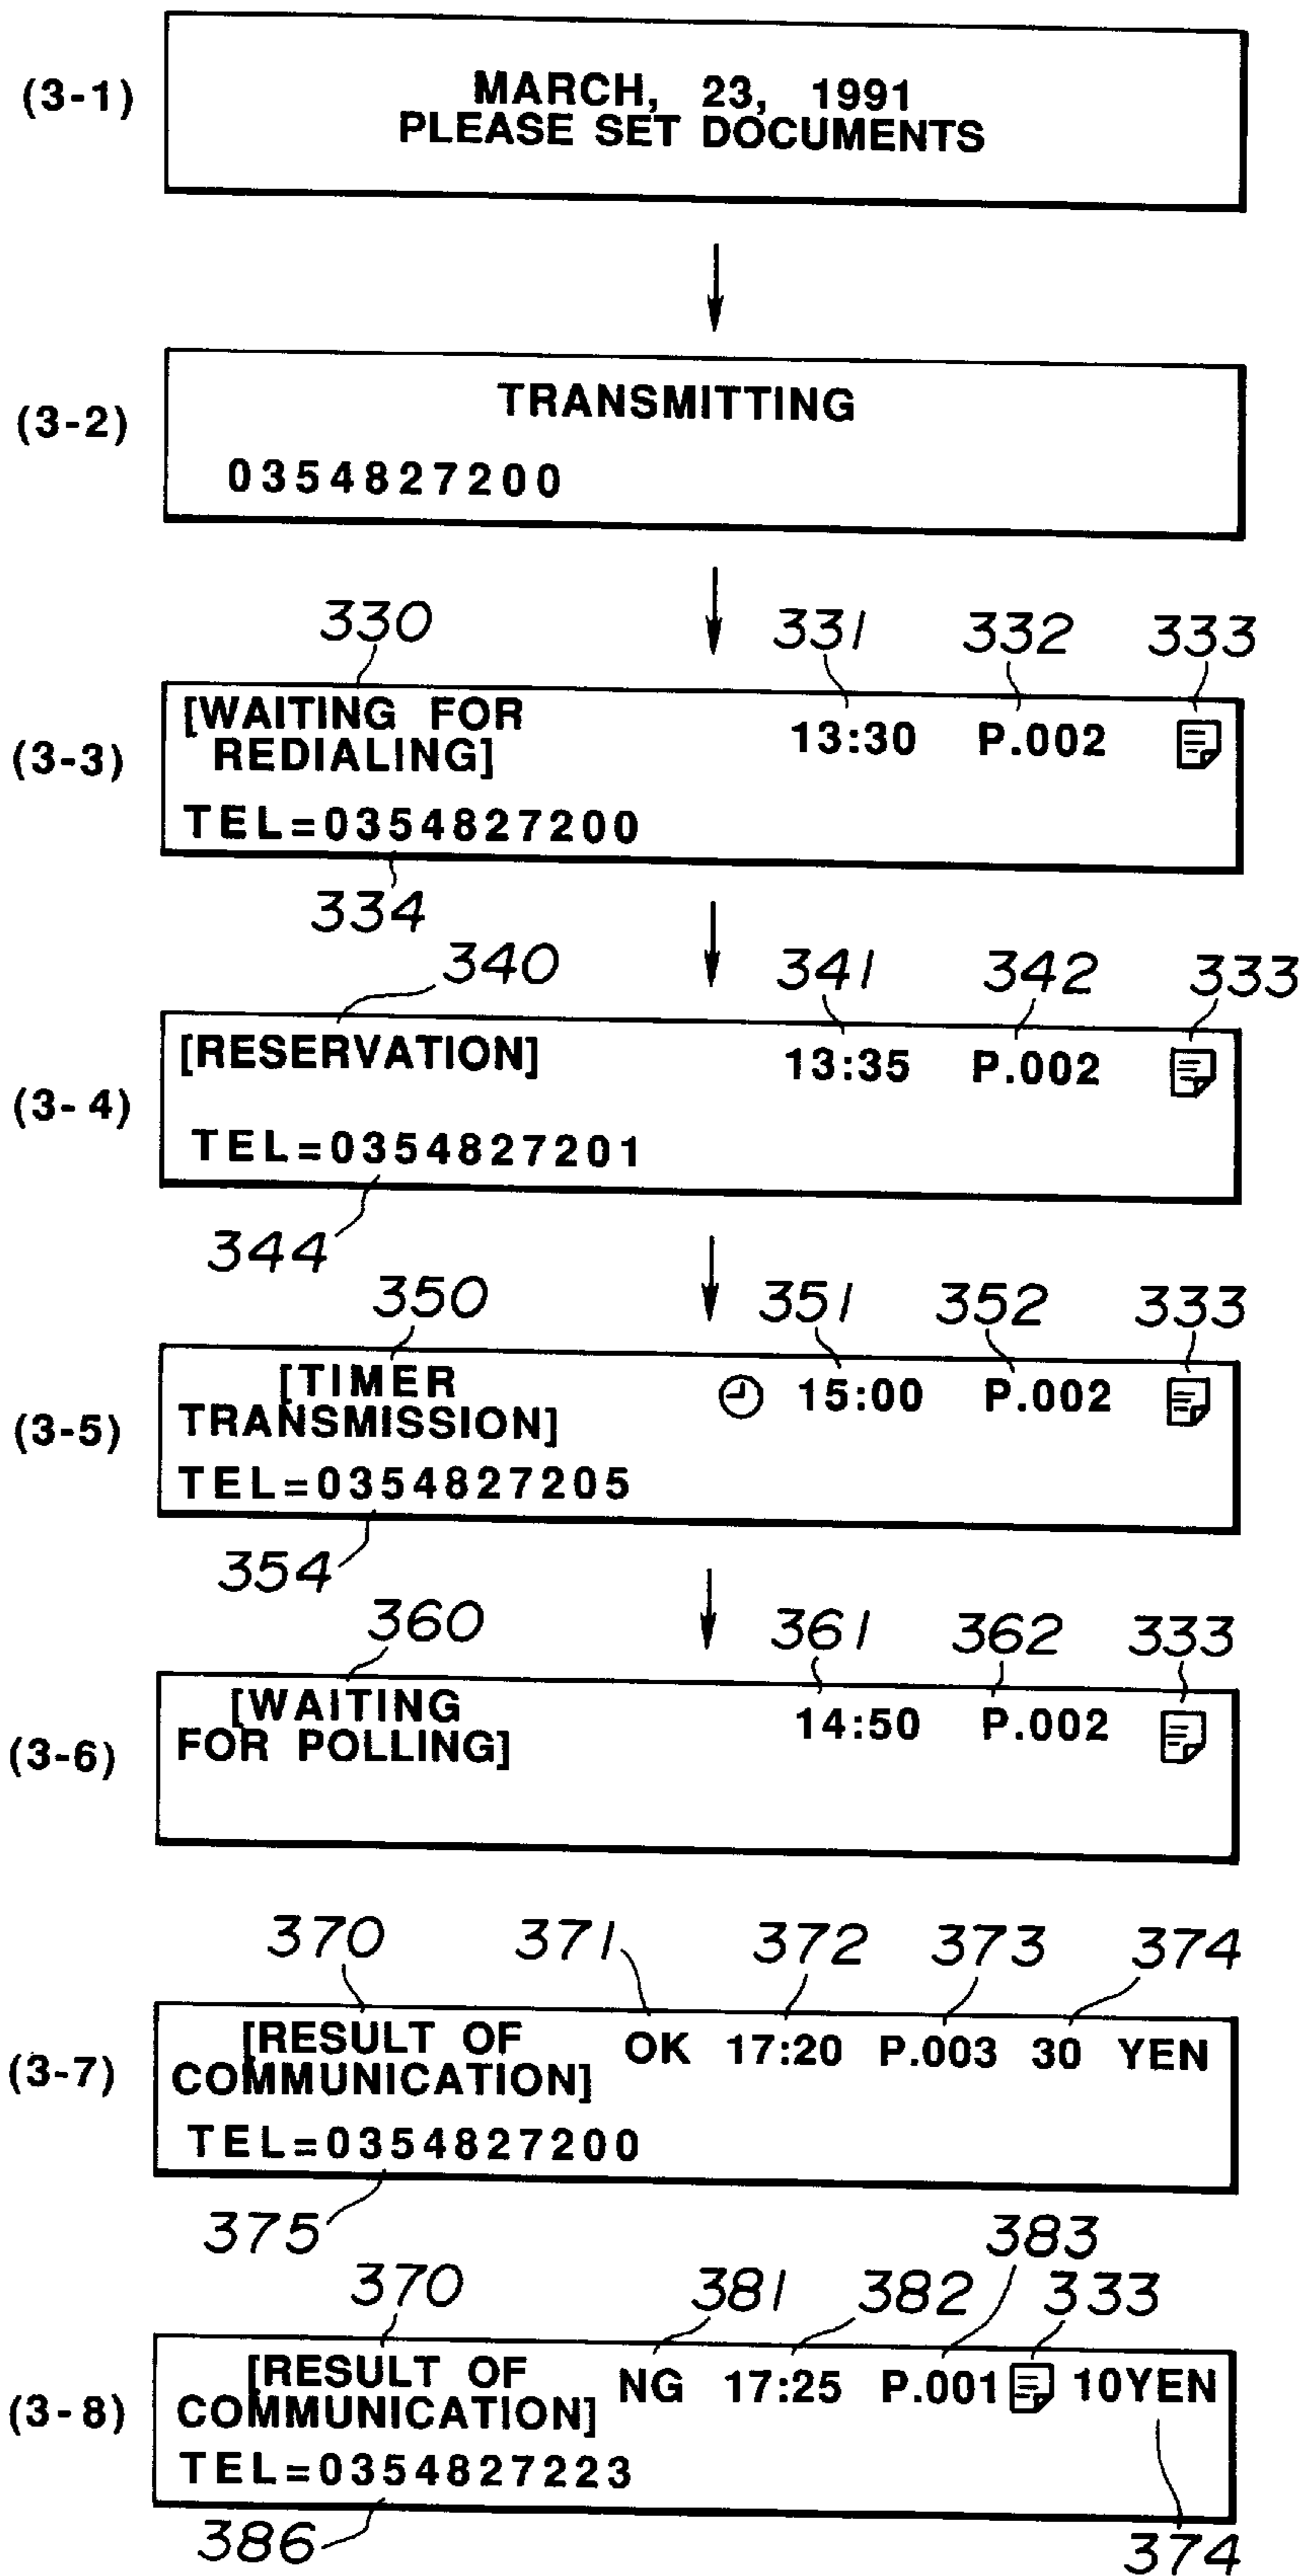 (3-1)
MARCH, 23, 1991
PLEASE SET DOCUMENTS
(3-2)
TRANSMITTING
0354827200
330 331 332 333
(3-3)
[WAITING FOR
REDIALING]
13:30 P.002
TEL=0354827200
334
340 341 342 333
(3-4)
[RESERVATION] 13:35 P.002
TEL=0354827201
344
350 351 352 333
(3-5)
[TIMER
TRANSMISSION]
15:00 P.002
TEL=0354827205
354
360 361 362 333
(3-6)
[WAITING
FOR POLLING]
14:50 P.002
370 371 372 373 374
(3-7)
[RESULT OF
COMMUNICATION]
OK 17:20 P.003 30 YEN
TEL=0354827200
375
383
370 381 382 333
(3-8)
[RESULT OF
COMMUNICATION]
NG 17:25 P.001 10YEN
TEL=0354827223
386 374